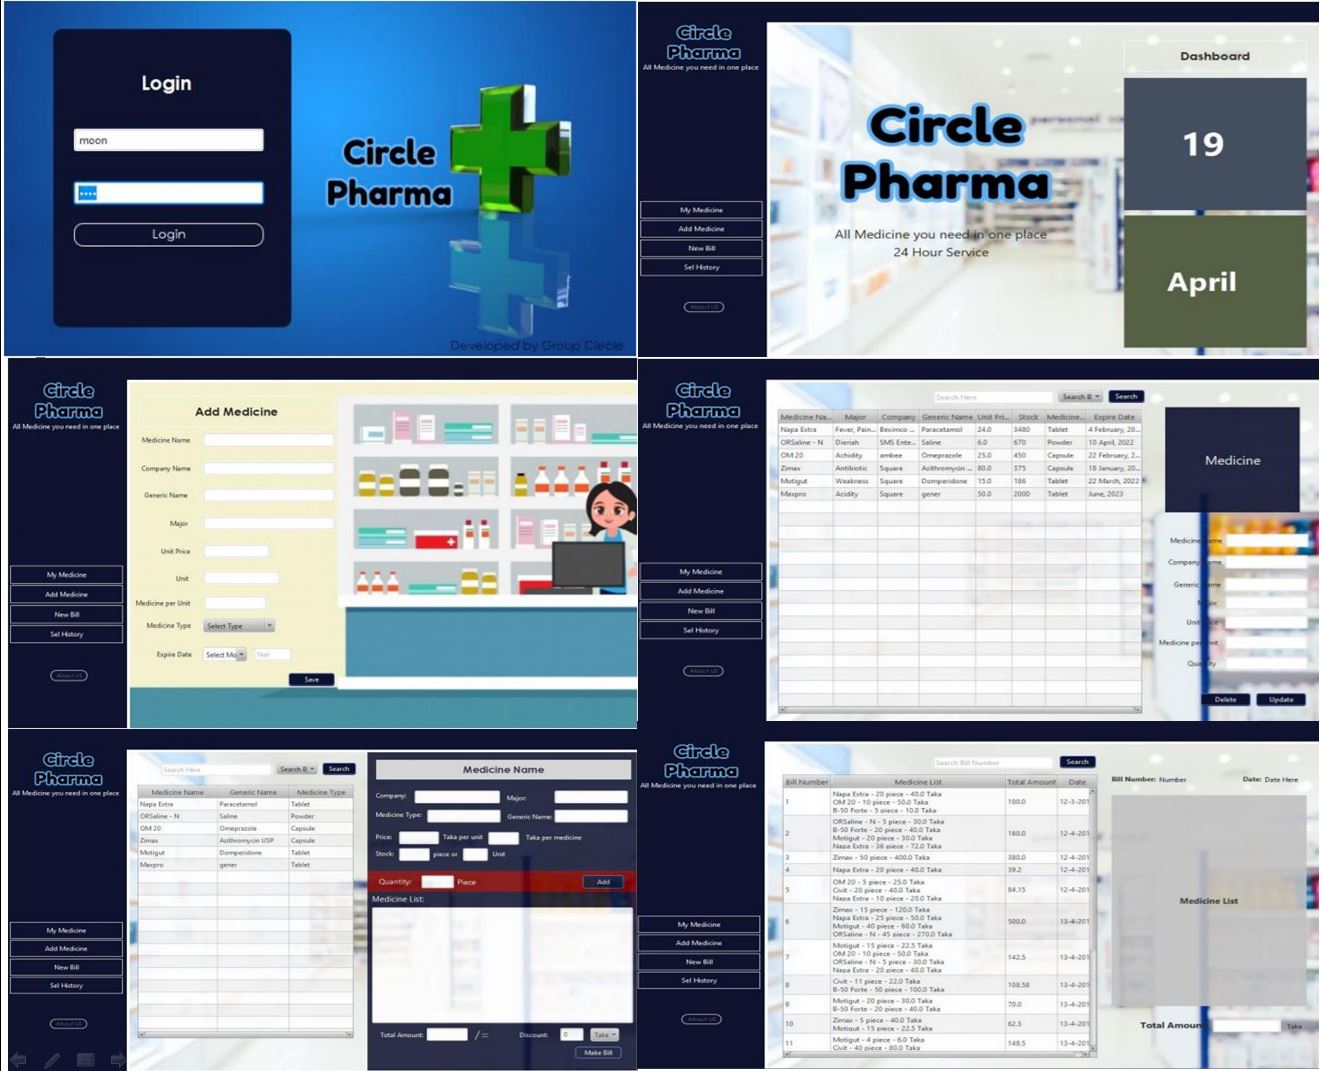 Login
moon
Login
Circle
Pharma
Developed by Group Ciecle
Circle
Pharma
All Medicine you need in one place
My Medicine
Add Medicine
New Bill
Sel History
About US
Circle
Pharma
All Medicine you need in one place
24 Hour Service
Dashboard
19
April
Circle
Pharma
All Medicine you need in one place
My Medicine
Add Medicine
New Bill
Sel History
About US
Add Medicine
Medicine Name
Company Name
Generic Name
Major
Unit Price
Unit
Medicine per Unit
Medicine Type Select Type
Expire Date Select Mo Year
Save
Circle
Pharma
All Medicine you need in one place
My Medicine
Add Medicine
New Bill
Sel History
About US
Search Here Search B Search
Medicine Na... Major Company Generic Name Unit Pri... Stock Medicine... Expire Date
Napa Extra Fever, Pain... Beximco ... Paracetamol 24.0 3480 Tablet 4 February, 20...
ORSaline - N Dieriah SMS Ente... Saline 6.0 670 Powder 10 April, 2022
OM 20 Achidity ambee Omeprazole 25.0 450 Capsule 22 February, 2...
Zimax Antibiotic Square Azithromycin ... 80.0 375 Capsule 18 January, 20...
Motigut Weakness Square Domperidone 15.0 186 Tablet 22 March, 2022
Maxpro Acidity Square gener 50.0 2000 Tablet June, 2023
Medicine
Medicine Name
Company Name
Generic Name
Major
Unit Price
Medicine per Unit
Quantity
Delete Update
Circle
Pharma
All Medicine you need in one place
My Medicine
Add Medicine
New Bill
Sel History
About US
Search Here Search B Search
Medicine Name Generic Name Medicine Type
Napa Extra Paracetamol Tablet
ORSaline - N Saline Powder
OM 20 Omeprazole Capsule
Zimax Azithromycin USP Capsule
Motigut Domperidone Tablet
Maxpro gener Tablet
Medicine Name
Company: Major:
Medicine Type: Generic Name:
Price: Taka per unit Taka per medicine
Stock: piece or Unit
Quantity: Piece Add
Medicine List:
Total Amount: /= Discount: 0 Taka
Make Bill
Circle
Pharma
All Medicine you need in one place
My Medicine
Add Medicine
New Bill
Sel History
About US
Search Bill Number Search
Bill Number Medicine List Total Amount Date
Napa Extra - 20 piece - 40.0 Taka
1 OM 20 - 10 piece - 50.0 Taka 100.0 12-3-201
B-50 Forte - 5 piece - 10.0 Taka
ORSaline - N - 5 piece - 30.0 Taka
2 B-50 Forte - 20 piece - 40.0 Taka 160.0 12-4-201
Motigut - 20 piece - 30.0 Taka
Napa Extra - 36 piece - 72.0 Taka
3 Zimax - 50 piece - 400.0 Taka 380.0 12-4-201
4 Napa Extra - 20 piece - 40.0 Taka 39.2 12-4-201
OM 20 - 5 piece - 25.0 Taka
5 Civit - 20 piece - 40.0 Taka 84.15 12-4-201
Napa Extra - 10 piece - 20.0 Taka
Zimax - 15 piece - 120.0 Taka
6 Napa Extra - 25 piece - 50.0 Taka 500.0 13-4-201
Motigut - 40 piece - 60.0 Taka
ORSaline - N - 45 piece - 270.0 Taka
Motigut - 15 piece - 22.5 Taka
7 OM 20 - 10 piece - 50.0 Taka 142.5 13-4-201
ORSaline - N - 5 piece - 30.0 Taka
Napa Extra - 20 piece - 40.0 Taka
8 Civit - 11 piece - 22.0 Taka 108.58 13-4-201
B-50 Forte - 50 piece - 100.0 Taka
9 Motigut - 20 piece - 30.0 Taka 70.0 13-4-201
B-50 Forte - 20 piece - 40.0 Taka
10 Zimax - 5 piece - 40.0 Taka 62.5 13-4-201
Motigut - 15 piece - 22.5 Taka
11 Motigut - 4 piece - 6.0 Taka 148.5 13-4-201
Civit - 40 piece - 80.0 Taka
Bill Number: Number Date: Date Here
Medicine List
Total Amount Taka